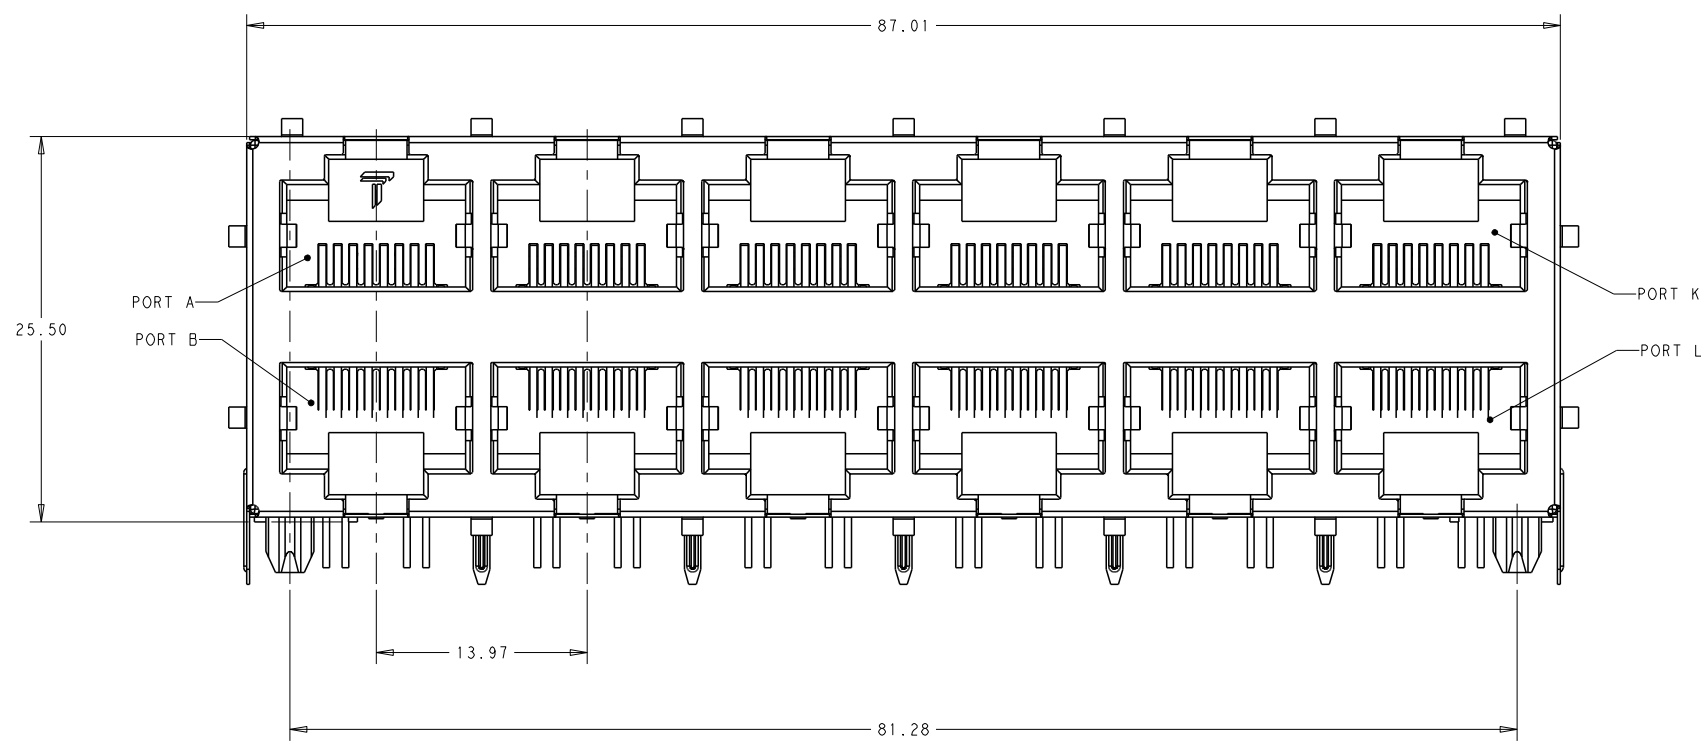 87.01
PORT A
PORT K
25.50
PORT B
PORT L
13.97
81.28